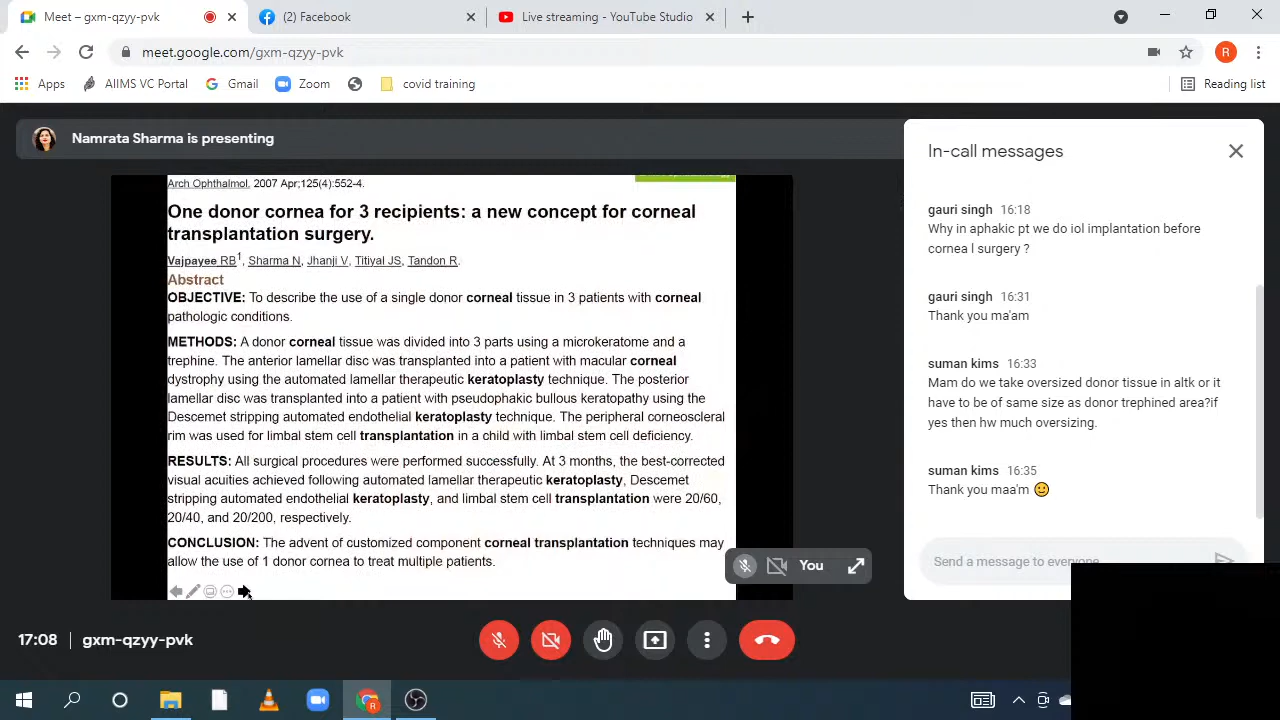 Meet – gxm-qzyy-pvk
(2) Facebook
Live streaming - YouTube Studio
meet.google.com/gxm-qzyy-pvk
R
Apps
AIIMS VC Portal
Gmail
Zoom
covid training
Reading list
Namrata Sharma is presenting
Arch Ophthalmol. 2007 Apr;125(4):552-4.
One donor cornea for 3 recipients: a new concept for corneal
transplantation surgery.
Vajpayee RB1, Sharma N, Jhanji V, Titiyal JS, Tandon R.
Abstract
OBJECTIVE: To describe the use of a single donor corneal tissue in 3 patients with corneal
pathologic conditions.
METHODS: A donor corneal tissue was divided into 3 parts using a microkeratome and a
trephine. The anterior lamellar disc was transplanted into a patient with macular corneal
dystrophy using the automated lamellar therapeutic keratoplasty technique. The posterior
lamellar disc was transplanted into a patient with pseudophakic bullous keratopathy using the
Descemet stripping automated endothelial keratoplasty technique. The peripheral corneoscleral
rim was used for limbal stem cell transplantation in a child with limbal stem cell deficiency.
RESULTS: All surgical procedures were performed successfully. At 3 months, the best-corrected
visual acuities achieved following automated lamellar therapeutic keratoplasty, Descemet
stripping automated endothelial keratoplasty, and limbal stem cell transplantation were 20/60,
20/40, and 20/200, respectively.
CONCLUSION: The advent of customized component corneal transplantation techniques may
allow the use of 1 donor cornea to treat multiple patients.
You
In-call messages
gauri singh 16:18
Why in aphakic pt we do iol implantation before
cornea l surgery ?
gauri singh 16:31
Thank you ma'am
suman kims 16:33
Mam do we take oversized donor tissue in altk or it
have to be of same size as donor trephined area?if
yes then hw much oversizing.
suman kims 16:35
Thank you maa'm
Send a message to everyone
17:08 | gxm-qzyy-pvk
R